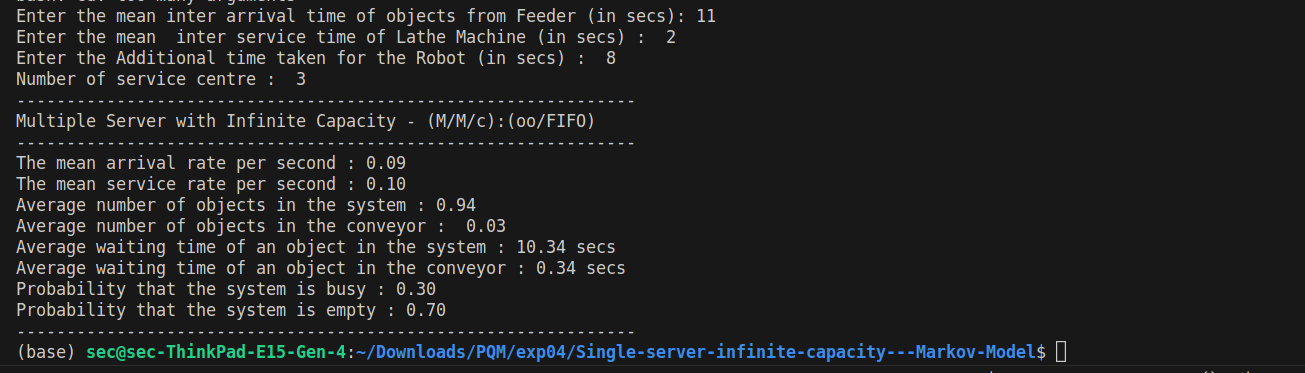 Enter the mean inter arrival time of objects from Feeder (in secs): 11
Enter the mean  inter service time of Lathe Machine (in secs) :  2
Enter the Additional time taken for the Robot (in secs) :  8
Number of service centre :  3
--------------------------------------------------------------
Multiple Server with Infinite Capacity - (M/M/c):(oo/FIFO)
--------------------------------------------------------------
The mean arrival rate per second : 0.09
The mean service rate per second : 0.10
Average number of objects in the system : 0.94
Average number of objects in the conveyor :  0.03
Average waiting time of an object in the system : 10.34 secs
Average waiting time of an object in the conveyor : 0.34 secs
Probability that the system is busy : 0.30
Probability that the system is empty : 0.70
--------------------------------------------------------------
(base) sec@sec-ThinkPad-E15-Gen-4:~/Downloads/PQM/exp04/Single-server-infinite-capacity---Markov-Model$